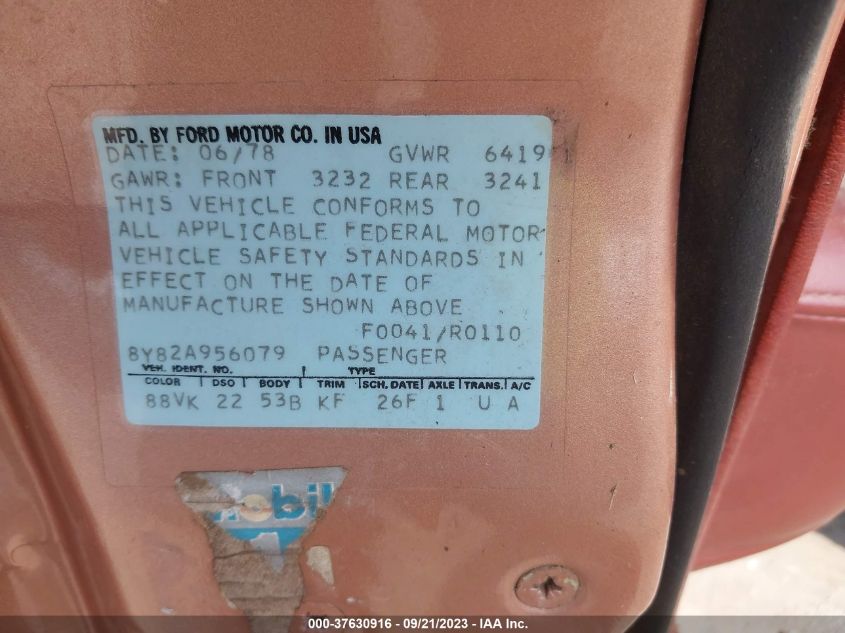 MFD. BY FORD MOTOR CO. IN USA
DATE: 06/78 GVWR 6419
GAWR: FRONT 3232 REAR 3241
THIS VEHICLE CONFORMS TO
ALL APPLICABLE FEDERAL MOTOR
VEHICLE SAFETY STANDARDS IN
EFFECT ON THE DATE OF
MANUFACTURE SHOWN ABOVE
F0041/R0110
8Y82A956079 PASSENGER
VEH. IDENT. NO. TYPE
COLOR DSO BODY TRIM SCH. DATE AXLE TRANS. A/C
88VK 22 53B KF 26F 1 U A
mobil
1
000-37630916 - 09/21/2023 - IAA Inc.